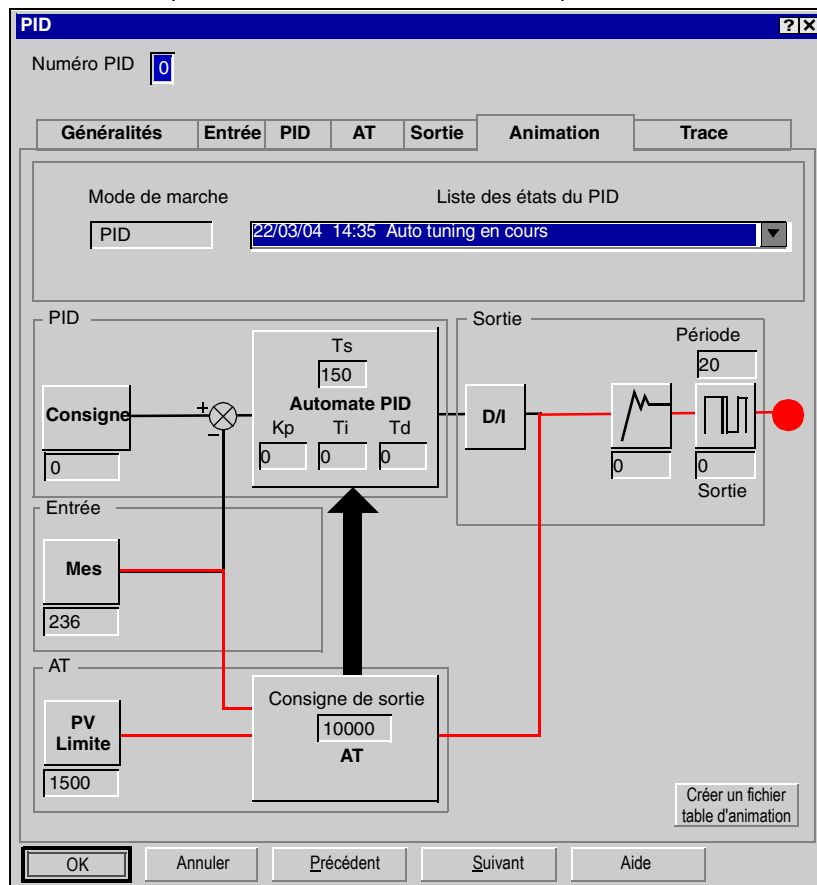 PID
? X
Numéro PID 0
Généralités Entrée PID AT Sortie Animation Trace
Mode de marche Liste des états du PID
PID 22/03/04 14:35 Auto tuning en cours
PID
Sortie
Ts
150
Automate PID
Kp Ti Td
0 0 0
Consigne
0
+
−
D/I
Période
20
0
0
Sortie
Entrée
Mes
236
AT
PV
Limite
1500
Consigne de sortie
10000
AT
Créer un fichier
table d'animation
OK Annuler Précédent Suivant Aide